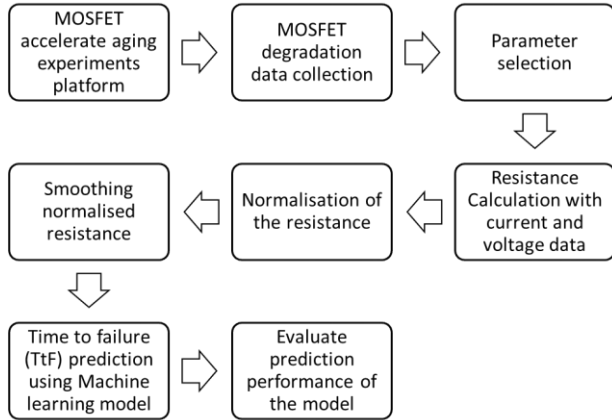 MOSFET
accelerate aging
experiments
platform
MOSFET
degradation
data collection
Parameter
selection
Resistance
Calculation with
current and
voltage data
Normalisation of
the resistance
Smoothing
normalised
resistance
Time to failure
(TtF) prediction
using Machine
learning model
Evaluate
prediction
performance of
the model